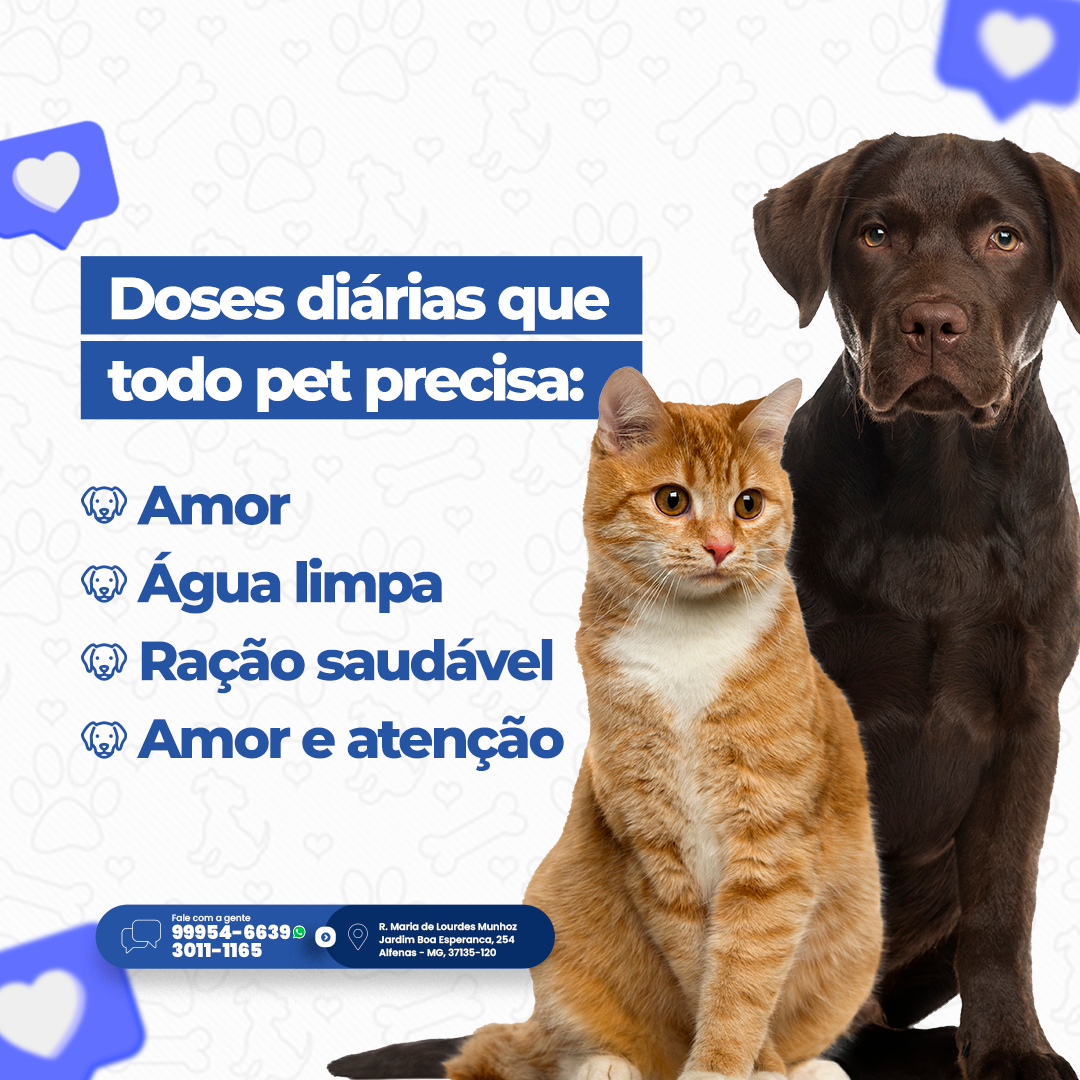 Doses diárias que
todo pet precisa:
Amor
Água limpa
Ração saudável
Amor e atenção
Fale com a gente
99954-6639
3011-1165
R. Maria de Lourdes Munhoz
Jardim Boa Esperanca, 254
Alfenas - MG, 37135-120